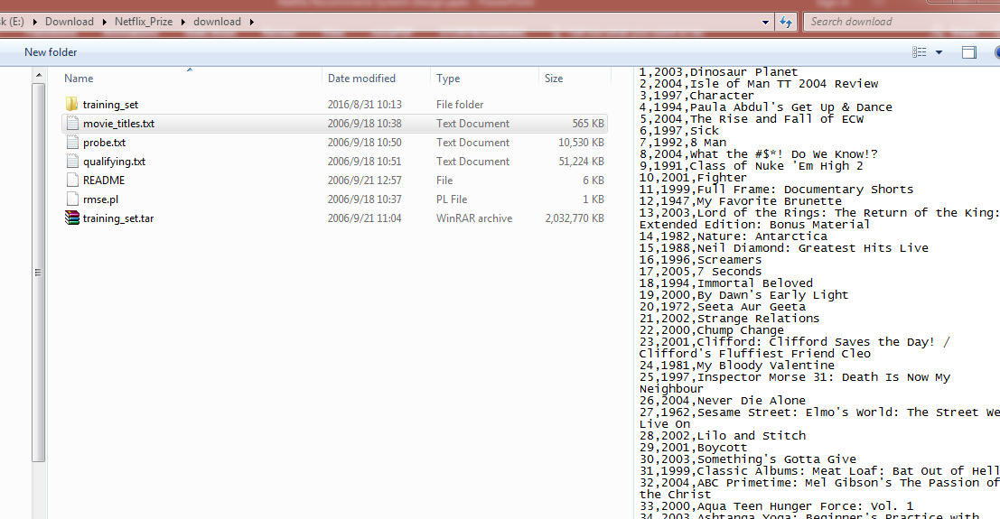 sk (E:) Download Netflix_Prize download Search download
New folder
Name Date modified Type Size
training_set 2016/8/31 10:13 File folder
movie_titles.txt 2006/9/18 10:38 Text Document 565 KB
probe.txt 2006/9/18 10:50 Text Document 10,530 KB
qualifying.txt 2006/9/18 10:51 Text Document 51,224 KB
README 2006/9/21 12:57 File 6 KB
rmse.pl 2006/9/18 10:37 PL File 1 KB
training_set.tar 2006/9/21 11:04 WinRAR archive 2,032,770 KB
1,2003,Dinosaur Planet
2,2004,Isle of Man TT 2004 Review
3,1997,Character
4,1994,Paula Abdul's Get Up & Dance
5,2004,The Rise and Fall of ECW
6,1997,Sick
7,1992,8 Man
8,2004,What the #$*! Do We Know!?
9,1991,Class of Nuke 'Em High 2
10,2001,Fighter
11,1999,Full Frame: Documentary Shorts
12,1947,My Favorite Brunette
13,2003,Lord of the Rings: The Return of the King:
Extended Edition: Bonus Material
14,1982,Nature: Antarctica
15,1988,Neil Diamond: Greatest Hits Live
16,1996,Screamers
17,2005,7 Seconds
18,1994,Immortal Beloved
19,2000,By Dawn's Early Light
20,1972,Seeta Aur Geeta
21,2002,Strange Relations
22,2000,Chump Change
23,2001,Clifford: Clifford Saves the Day! /
Clifford's Fluffiest Friend Cleo
24,1981,My Bloody Valentine
25,1997,Inspector Morse 31: Death Is Now My
Neighbour
26,2004,Never Die Alone
27,1962,Sesame Street: Elmo's World: The Street We
Live On
28,2002,Lilo and Stitch
29,2001,Boycott
30,2003,Something's Gotta Give
31,1999,Classic Albums: Meat Loaf: Bat Out of Hell
32,2004,ABC Primetime: Mel Gibson's The Passion of
the Christ
33,2000,Aqua Teen Hunger Force: Vol. 1
34,2003,Ashtanga Yoga: Beginner's Practice with